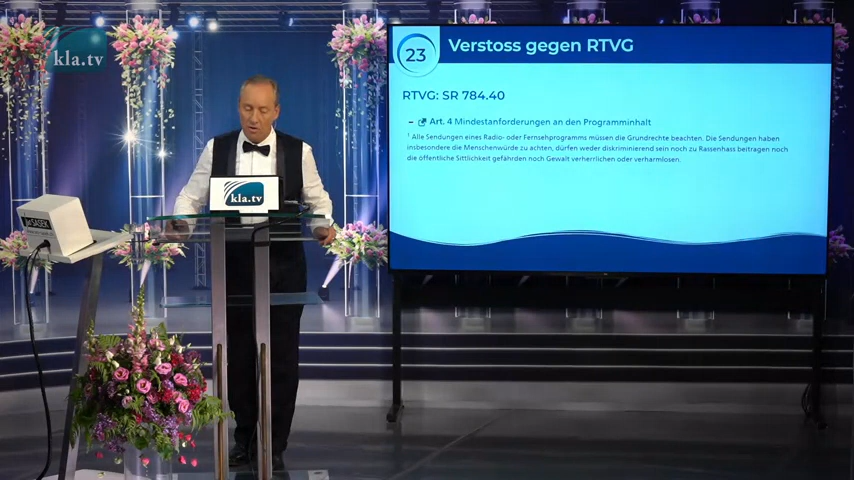 kla.tv
23
Verstoss gegen RTVG
RTVG: SR 784.40
– Art. 4 Mindestanforderungen an den Programminhalt
¹ Alle Sendungen eines Radio- oder Fernsehprogramms müssen die Grundrechte beachten. Die Sendungen haben
insbesondere die Menschenwürde zu achten, dürfen weder diskriminierend sein noch zu Rassenhass beitragen noch
die öffentliche Sittlichkeit gefährden noch Gewalt verherrlichen oder verharmlosen.
kla.tv
SASEK